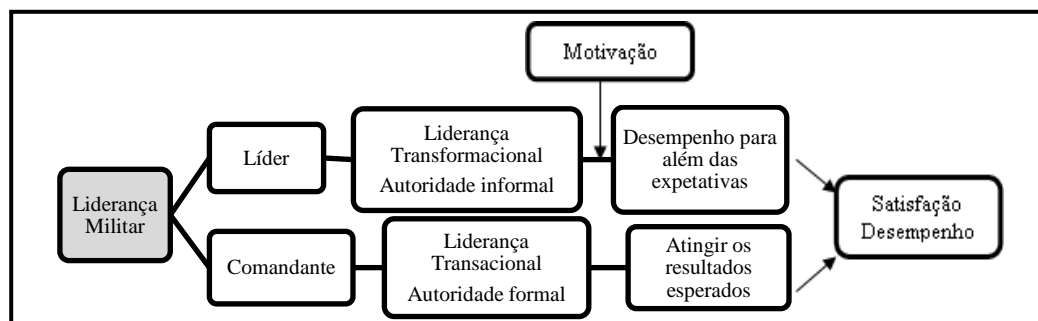 Motivação
Líder
Liderança
Transformacional
Autoridade informal
Desempenho para
além das
expetativas
Liderança
Militar
Satisfação
Desempenho
Comandante
Liderança
Transacional
Autoridade formal
Atingir os
resultados
esperados